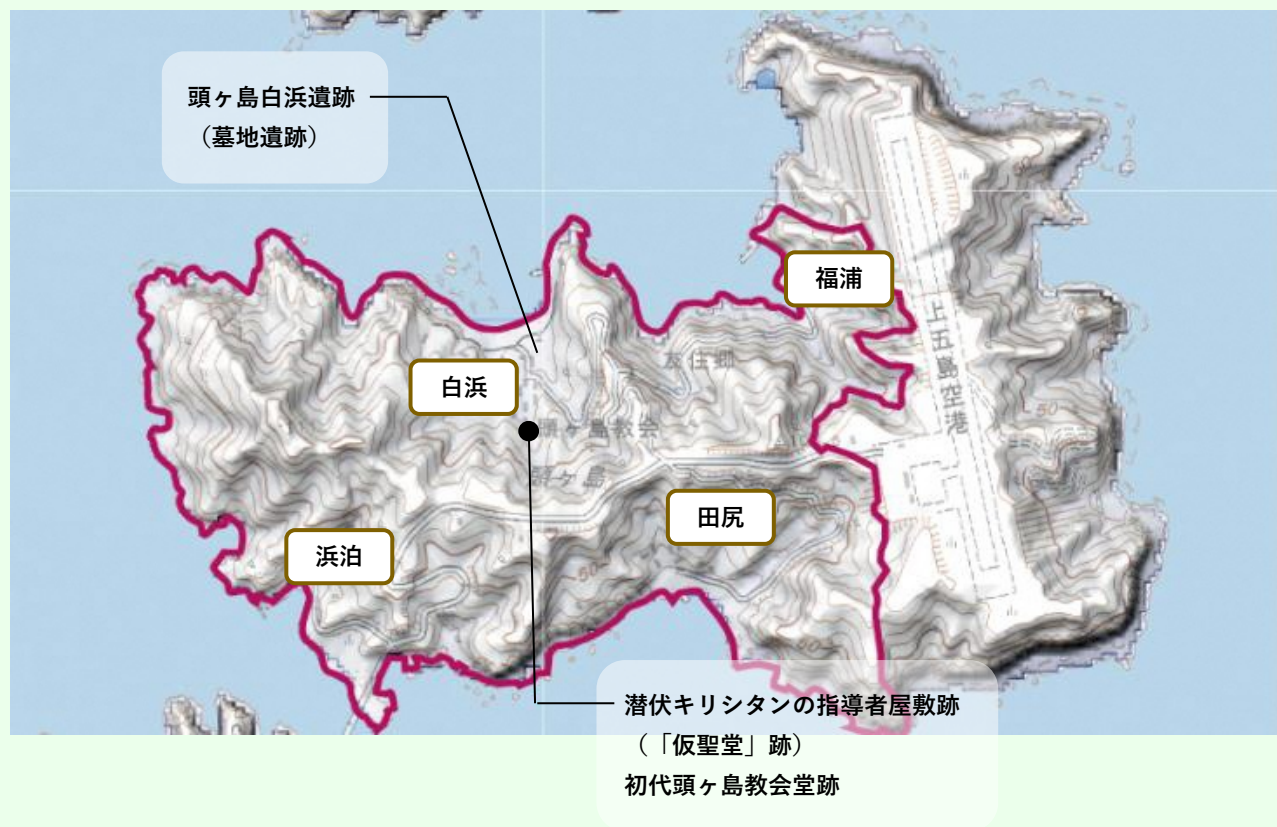 頭ヶ島白浜遺跡
（墓地遺跡）
福浦
上五島空港
友住郷
白浜
頭ヶ島教会
頭ヶ島
田尻
浜泊
50
50
潜伏キリシタンの指導者屋敷跡
（「仮聖堂」跡）
初代頭ヶ島教会堂跡